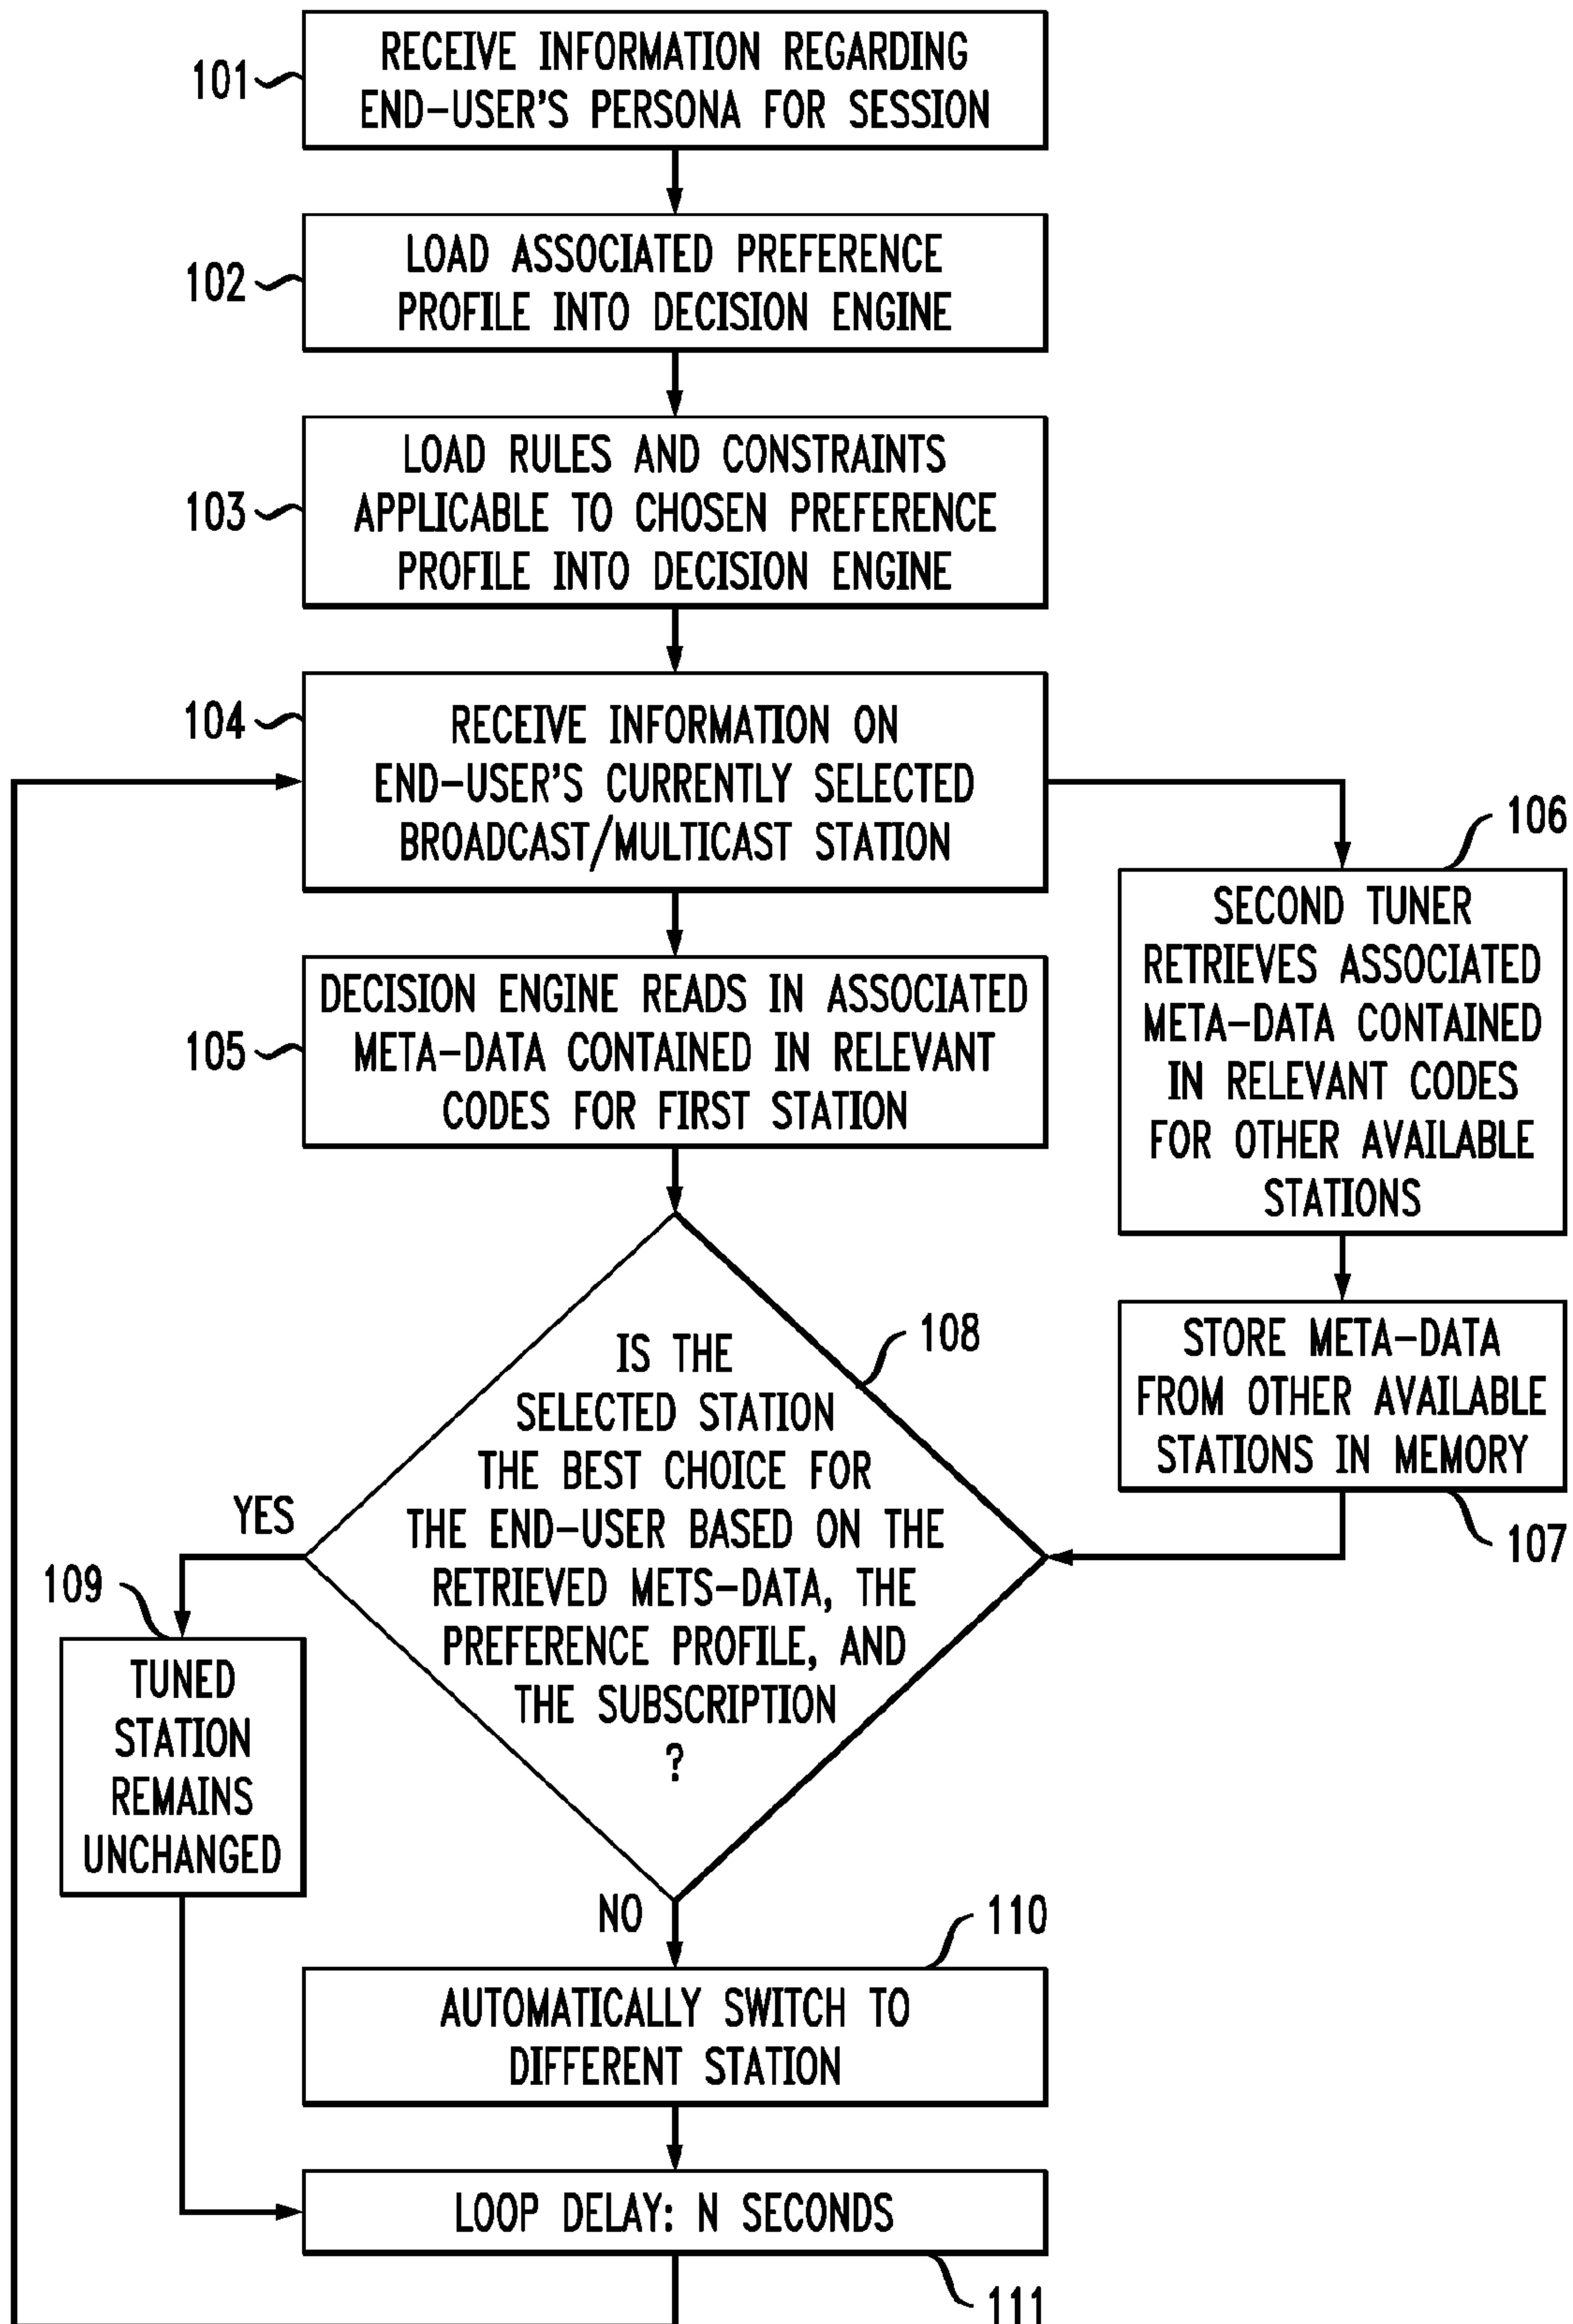 101
RECEIVE INFORMATION REGARDING
END-USER'S PERSONA FOR SESSION
102
LOAD ASSOCIATED PREFERENCE
PROFILE INTO DECISION ENGINE
103
LOAD RULES AND CONSTRAINTS
APPLICABLE TO CHOSEN PREFERENCE
PROFILE INTO DECISION ENGINE
104
RECEIVE INFORMATION ON
END-USER'S CURRENTLY SELECTED
BROADCAST/MULTICAST STATION
105
DECISION ENGINE READS IN ASSOCIATED
META-DATA CONTAINED IN RELEVANT
CODES FOR FIRST STATION
106
SECOND TUNER
RETRIEVES ASSOCIATED
META-DATA CONTAINED
IN RELEVANT CODES
FOR OTHER AVAILABLE
STATIONS
STORE META-DATA
FROM OTHER AVAILABLE
STATIONS IN MEMORY
107
108
IS THE
SELECTED STATION
THE BEST CHOICE FOR
THE END-USER BASED ON THE
RETRIEVED METS-DATA, THE
PREFERENCE PROFILE, AND
THE SUBSCRIPTION
?
YES
109
TUNED
STATION
REMAINS
UNCHANGED
NO
110
AUTOMATICALLY SWITCH TO
DIFFERENT STATION
LOOP DELAY: N SECONDS
111